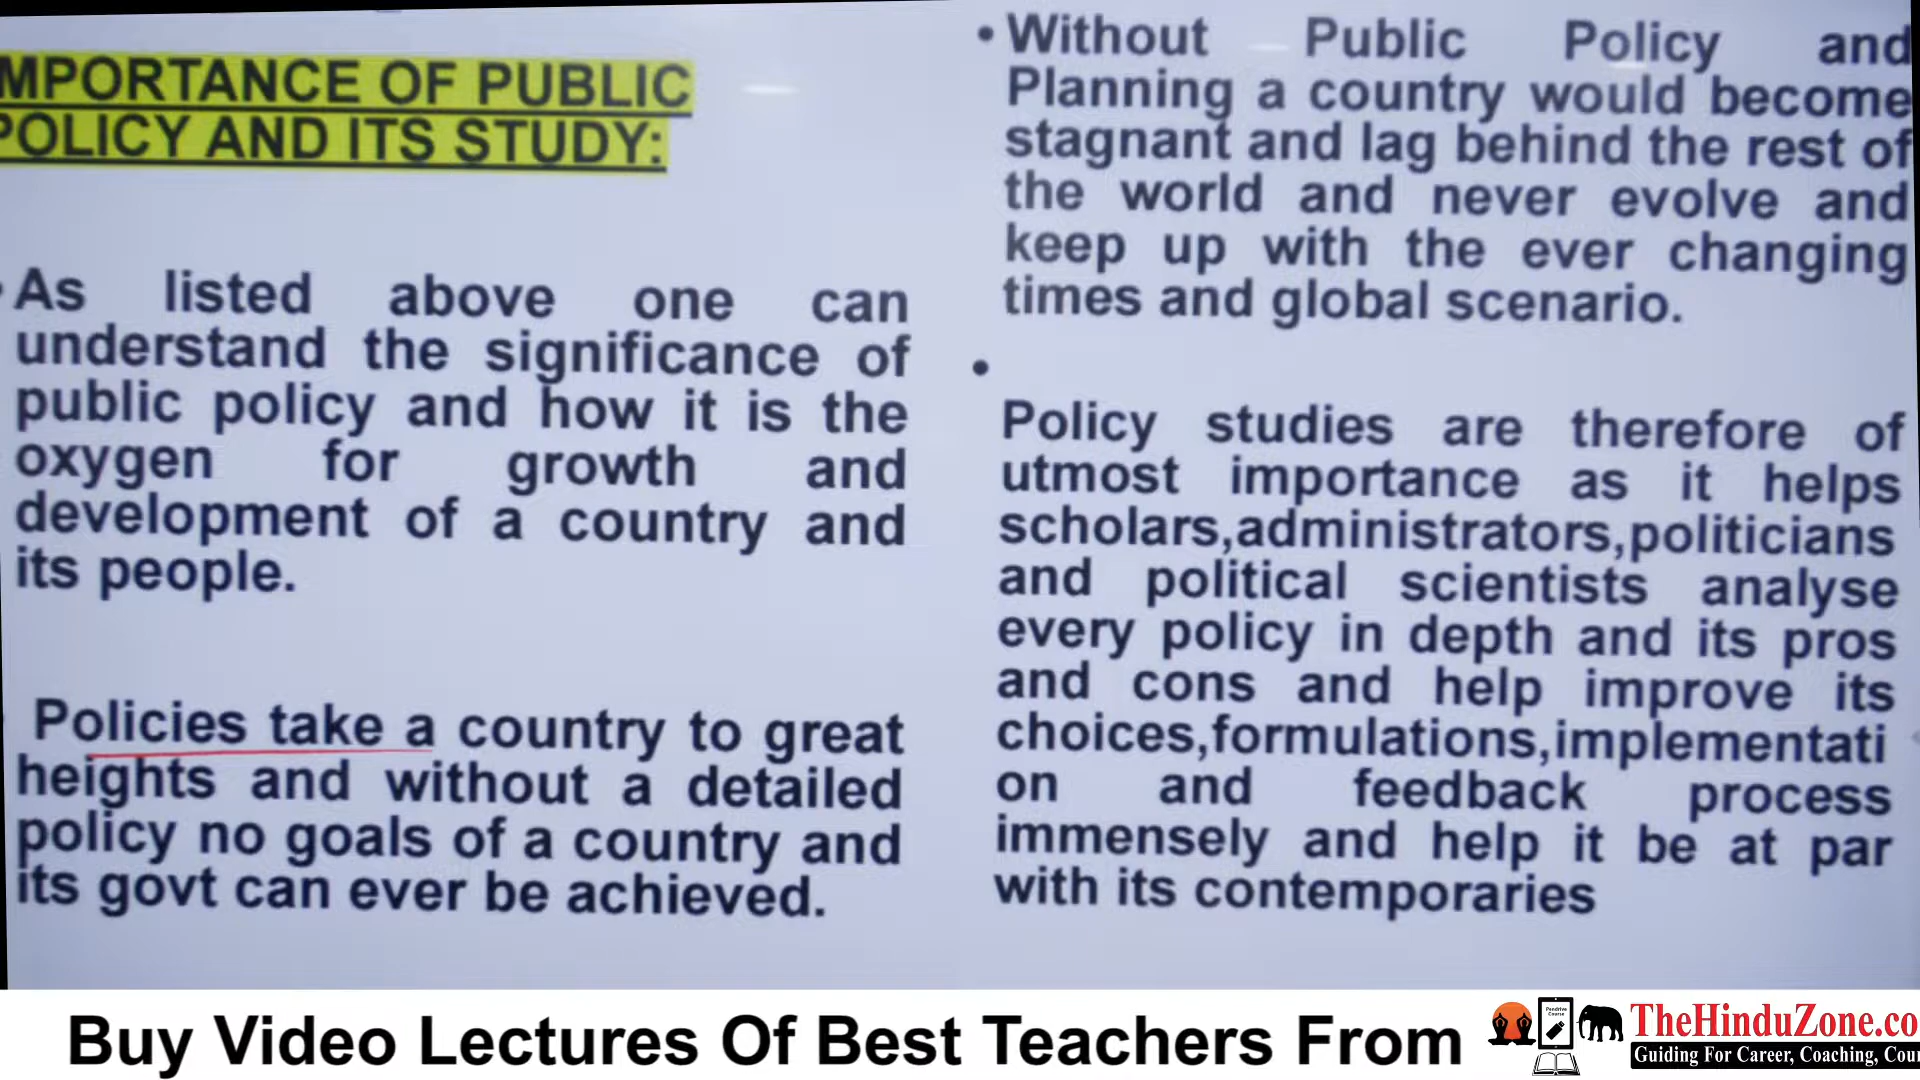 MPORTANCE OF PUBLIC
POLICY AND ITS STUDY:
As listed above one can
understand the significance of
public policy and how it is the
oxygen for growth and
development of a country and
its people.
Policies take a country to great
heights and without a detailed
policy no goals of a country and
its govt can ever be achieved.
• Without Public Policy and
Planning a country would become
stagnant and lag behind the rest of
the world and never evolve and
keep up with the ever changing
times and global scenario.
•
Policy studies are therefore of
utmost importance as it helps
scholars,administrators,politicians
and political scientists analyse
every policy in depth and its pros
and cons and help improve its
choices,formulations,implementati
on and feedback process
immensely and help it be at par
with its contemporaries
Buy Video Lectures Of Best Teachers From
Pendrive
Course
TheHinduZone.co
Guiding For Career, Coaching, Cou